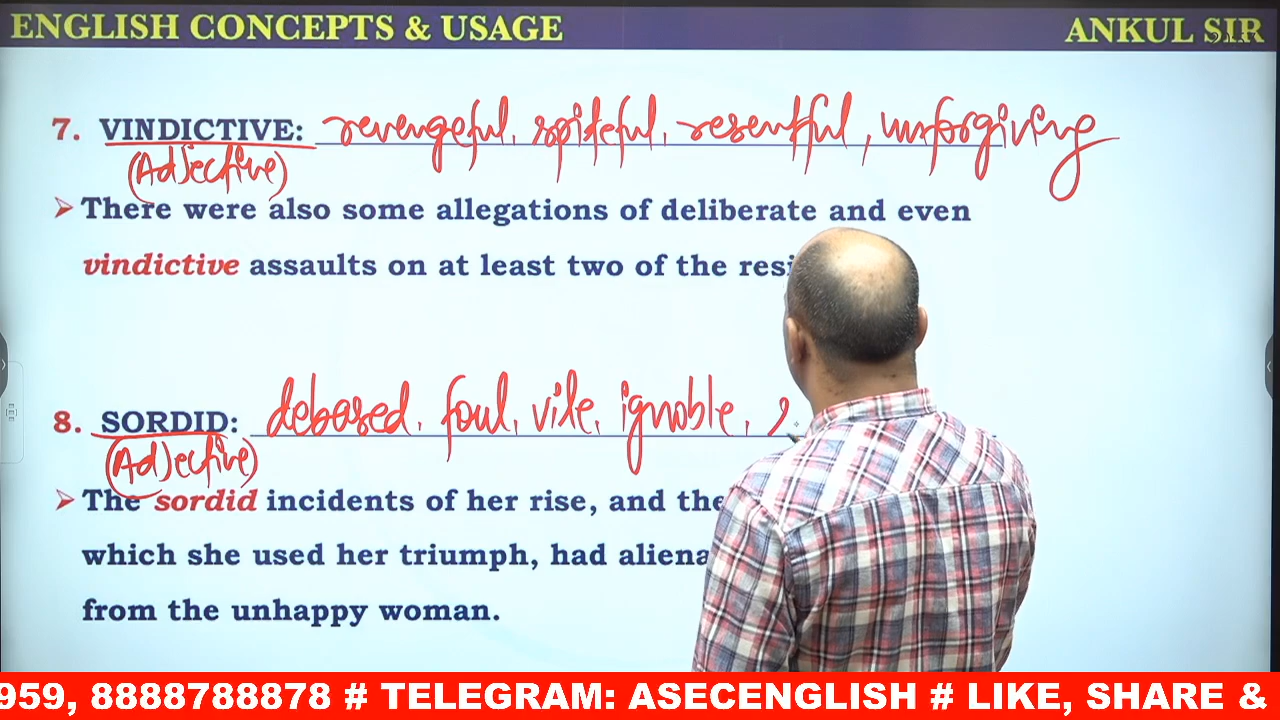 ENGLISH CONCEPTS & USAGE ANKUL SIR
7. VINDICTIVE: revengeful, spiteful, resentful, unforgiving
(Adjective)
➢ There were also some allegations of deliberate and even
vindictive assaults on at least two of the resi
8. SORDID: debased, foul, vile, ignoble,
(Adjective)
➢ The sordid incidents of her rise, and the
which she used her triumph, had aliena
from the unhappy woman.
959, 8888788878 # TELEGRAM: ASECENGLISH # LIKE, SHARE &